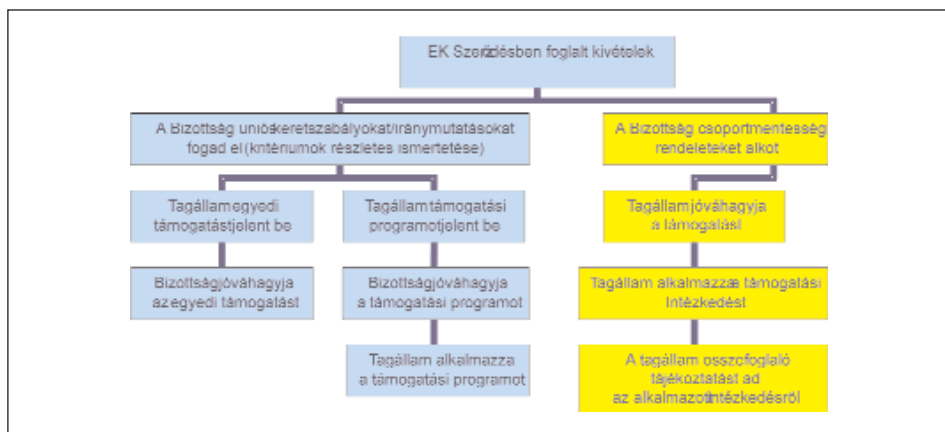 EK Szerződésben foglalt kivételek
A Bizottság uniós keretszabályokat/iránymutatásokat
fogad el (kritériumok részletes ismertetése)
A Bizottság csoportmentesség
rendeleteket alkot
Tagállam egyedi
támogatást jelent be
Tagállam támogatási
programot jelent be
Tagállam jóváhagyja
a támogatást
Bizottság jóváhagyja
az egyedi támogatást
Bizottság jóváhagyja
a támogatási programot
Tagállam alkalmazza a támogatási
Intézkedést
Tagállam alkalmazza
a támogatási programot
A tagállam összefoglaló
tájékoztatást ad
az alkalmazott intézkedésről